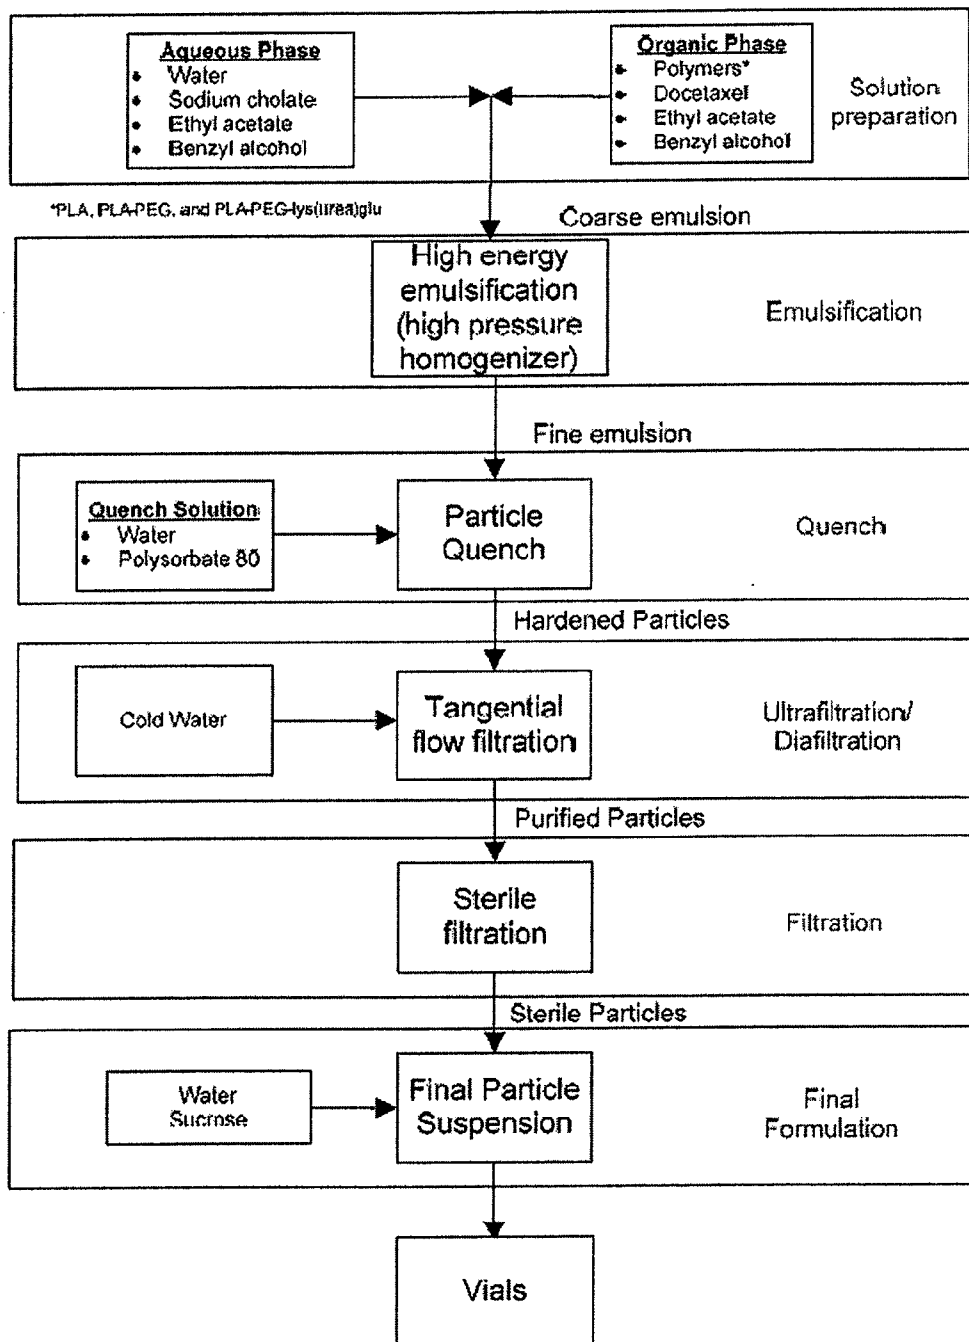 Aqueous Phase
• Water
• Sodium cholate
• Ethyl acetate
• Benzyl alcohol
Organic Phase
• Polymers*
• Docetaxel
• Ethyl acetate
• Benzyl alcohol
Solution
preparation
*PLA, PLA-PEG, and PLA-PEG-lys(urea)glu
Coarse emulsion
High energy
emulsification
(high pressure
homogenizer)
Emulsification
Fine emulsion
Quench Solution
• Water
• Polysorbate 80
Particle
Quench
Quench
Hardened Particles
Cold Water
Tangential
flow filtration
Ultrafiltration/
Diafiltration
Purified Particles
Sterile
filtration
Filtration
Sterile Particles
Water
Sucrose
Final Particle
Suspension
Final
Formulation
Vials